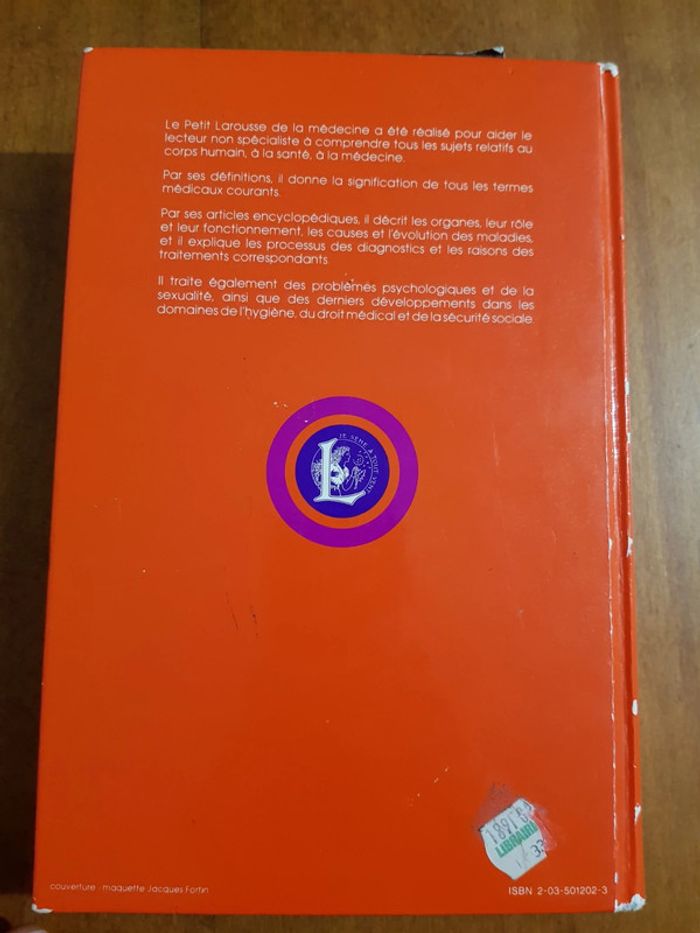 Le Petit Larousse de la médecine a été réalisé pour aider le
lecteur non spécialiste à comprendre tous les sujets relatifs au
corps humain, à la santé, à la médecine.
Par ses définitions, il donne la signification de tous les termes
médicaux courants.
Par ses articles encyclopédiques, il décrit les organes, leur rôle
et leur fonctionnement, les causes et l'évolution des maladies,
et il explique les processus des diagnostics et les raisons des
traitements correspondants.
Il traite également des problèmes psychologiques et de la
sexualité, ainsi que des derniers développements dans les
domaines de l'hygiène, du droit médical et de la sécurité sociale.
JE SÈME À TOUT VENT
L
LIBRAIRI
couverture - maquette Jacques Fortin
ISBN 2-03-501202-3